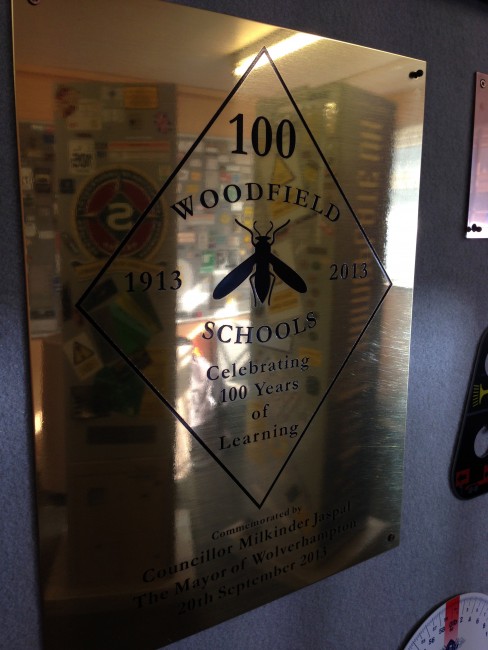 100
WOODFIELD
1913 2013
SCHOOLS
Celebrating
100 Years
of
Learning
Commemorated by
Councillor Milkinder Jaspal
The Mayor of Wolverhampton
20th September 2013